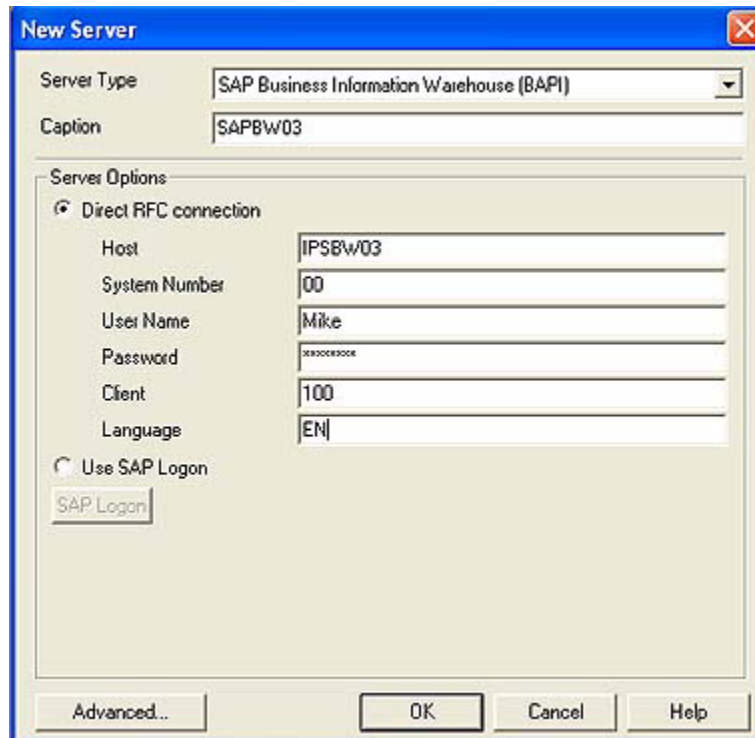 New Server
Server Type SAP Business Information Warehouse (BAPI)
Caption SAPBW03
Server Options
Direct RFC connection
Host IPSBW03
System Number 00
User Name Mike
Password ********
Client 100
Language EN
Use SAP Logon
SAP Logon
Advanced... OK Cancel Help